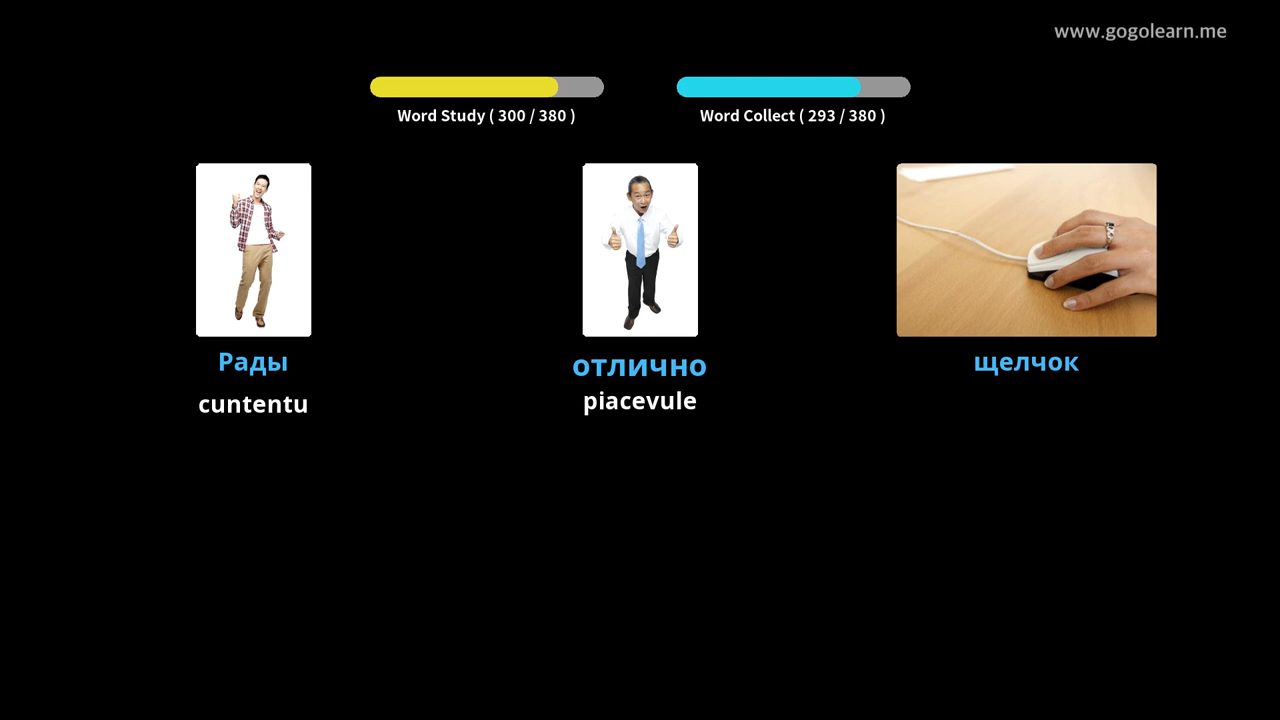 www.gogolearn.me
Word Study ( 300 / 380 )
Word Collect ( 293 / 380 )
Рады
отлично
щелчок
cuntentu
piacevule